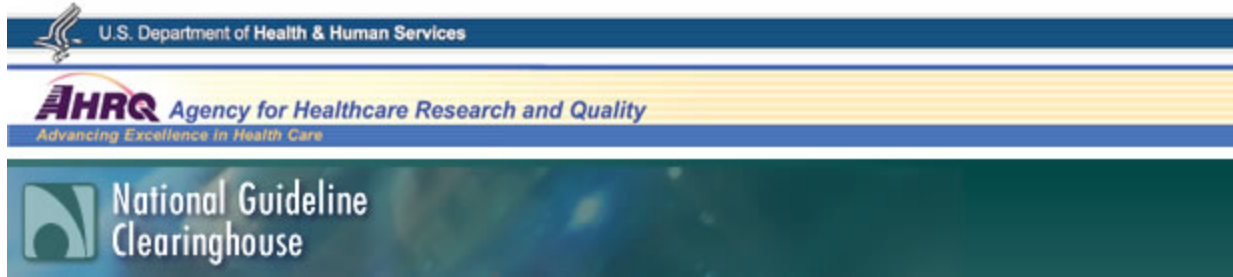 U.S. Department of Health & Human Services
AHRQ Agency for Healthcare Research and Quality
Advancing Excellence in Health Care
National Guideline
Clearinghouse